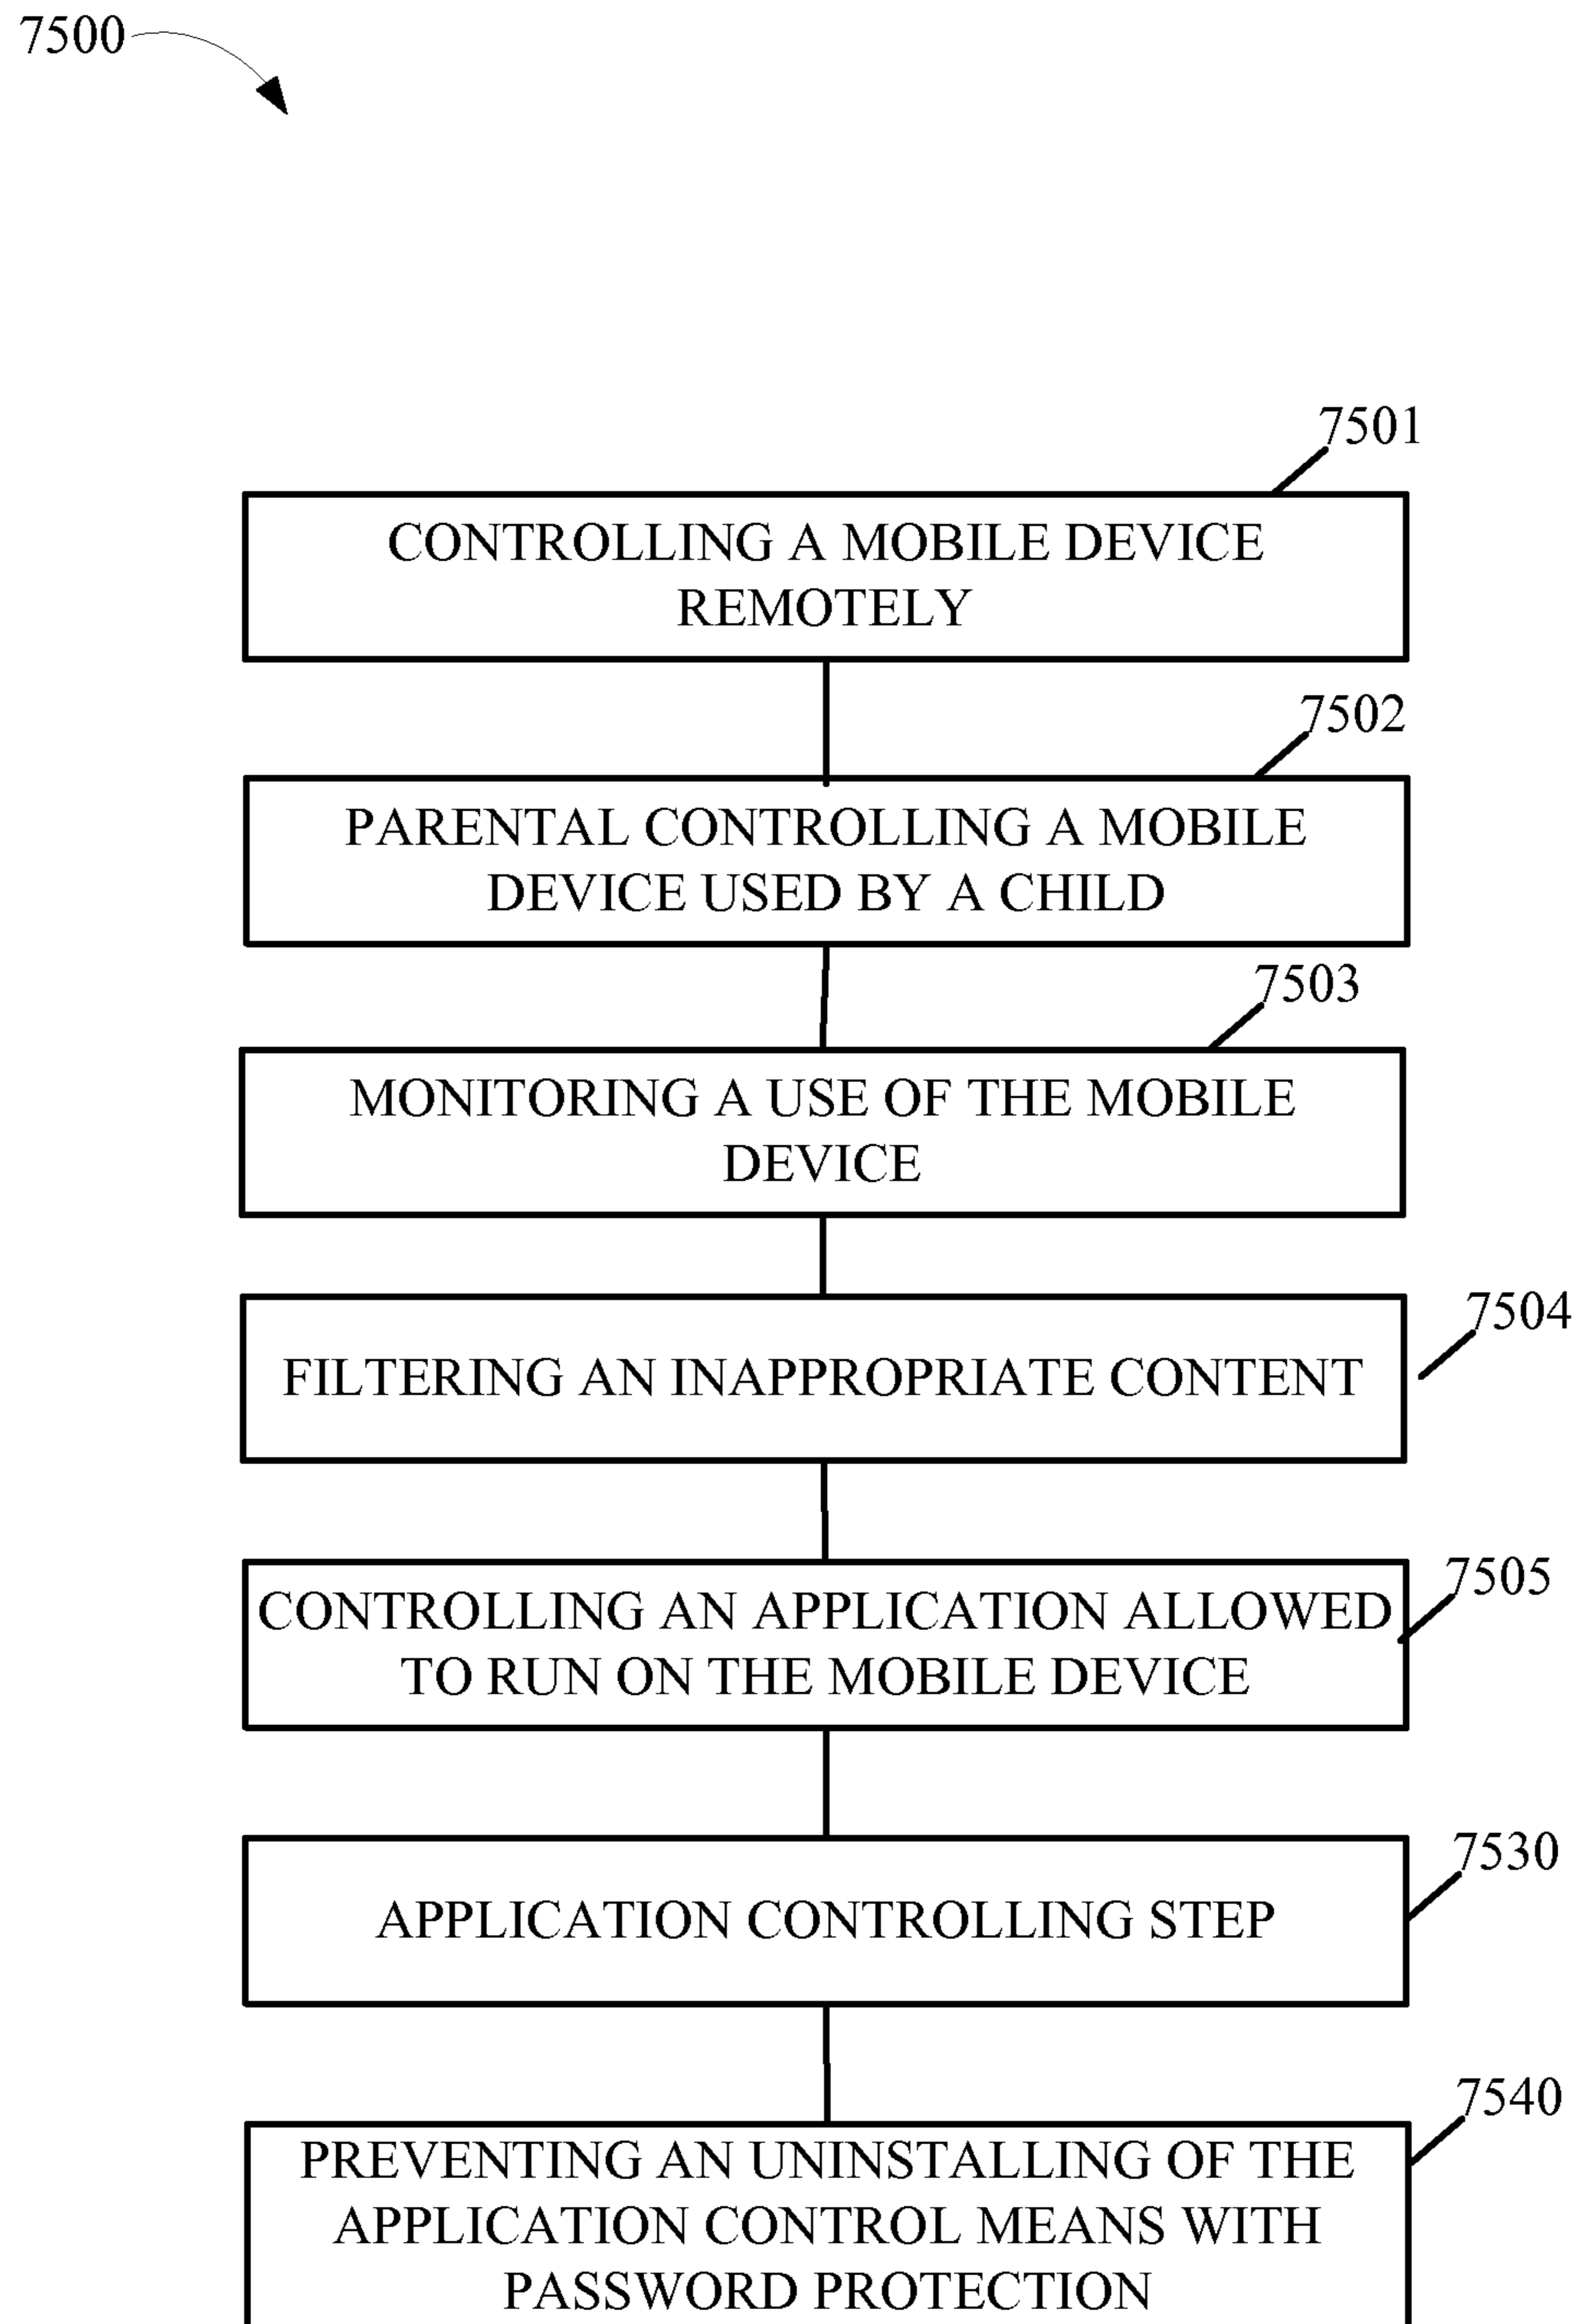 7500
7501
CONTROLLING A MOBILE DEVICE
REMOTELY
7502
PARENTAL CONTROLLING A MOBILE
DEVICE USED BY A CHILD
7503
MONITORING A USE OF THE MOBILE
DEVICE
7504
FILTERING AN INAPPROPRIATE CONTENT
7505
CONTROLLING AN APPLICATION ALLOWED
TO RUN ON THE MOBILE DEVICE
7530
APPLICATION CONTROLLING STEP
7540
PREVENTING AN UNINSTALLING OF THE
APPLICATION CONTROL MEANS WITH
PASSWORD PROTECTION